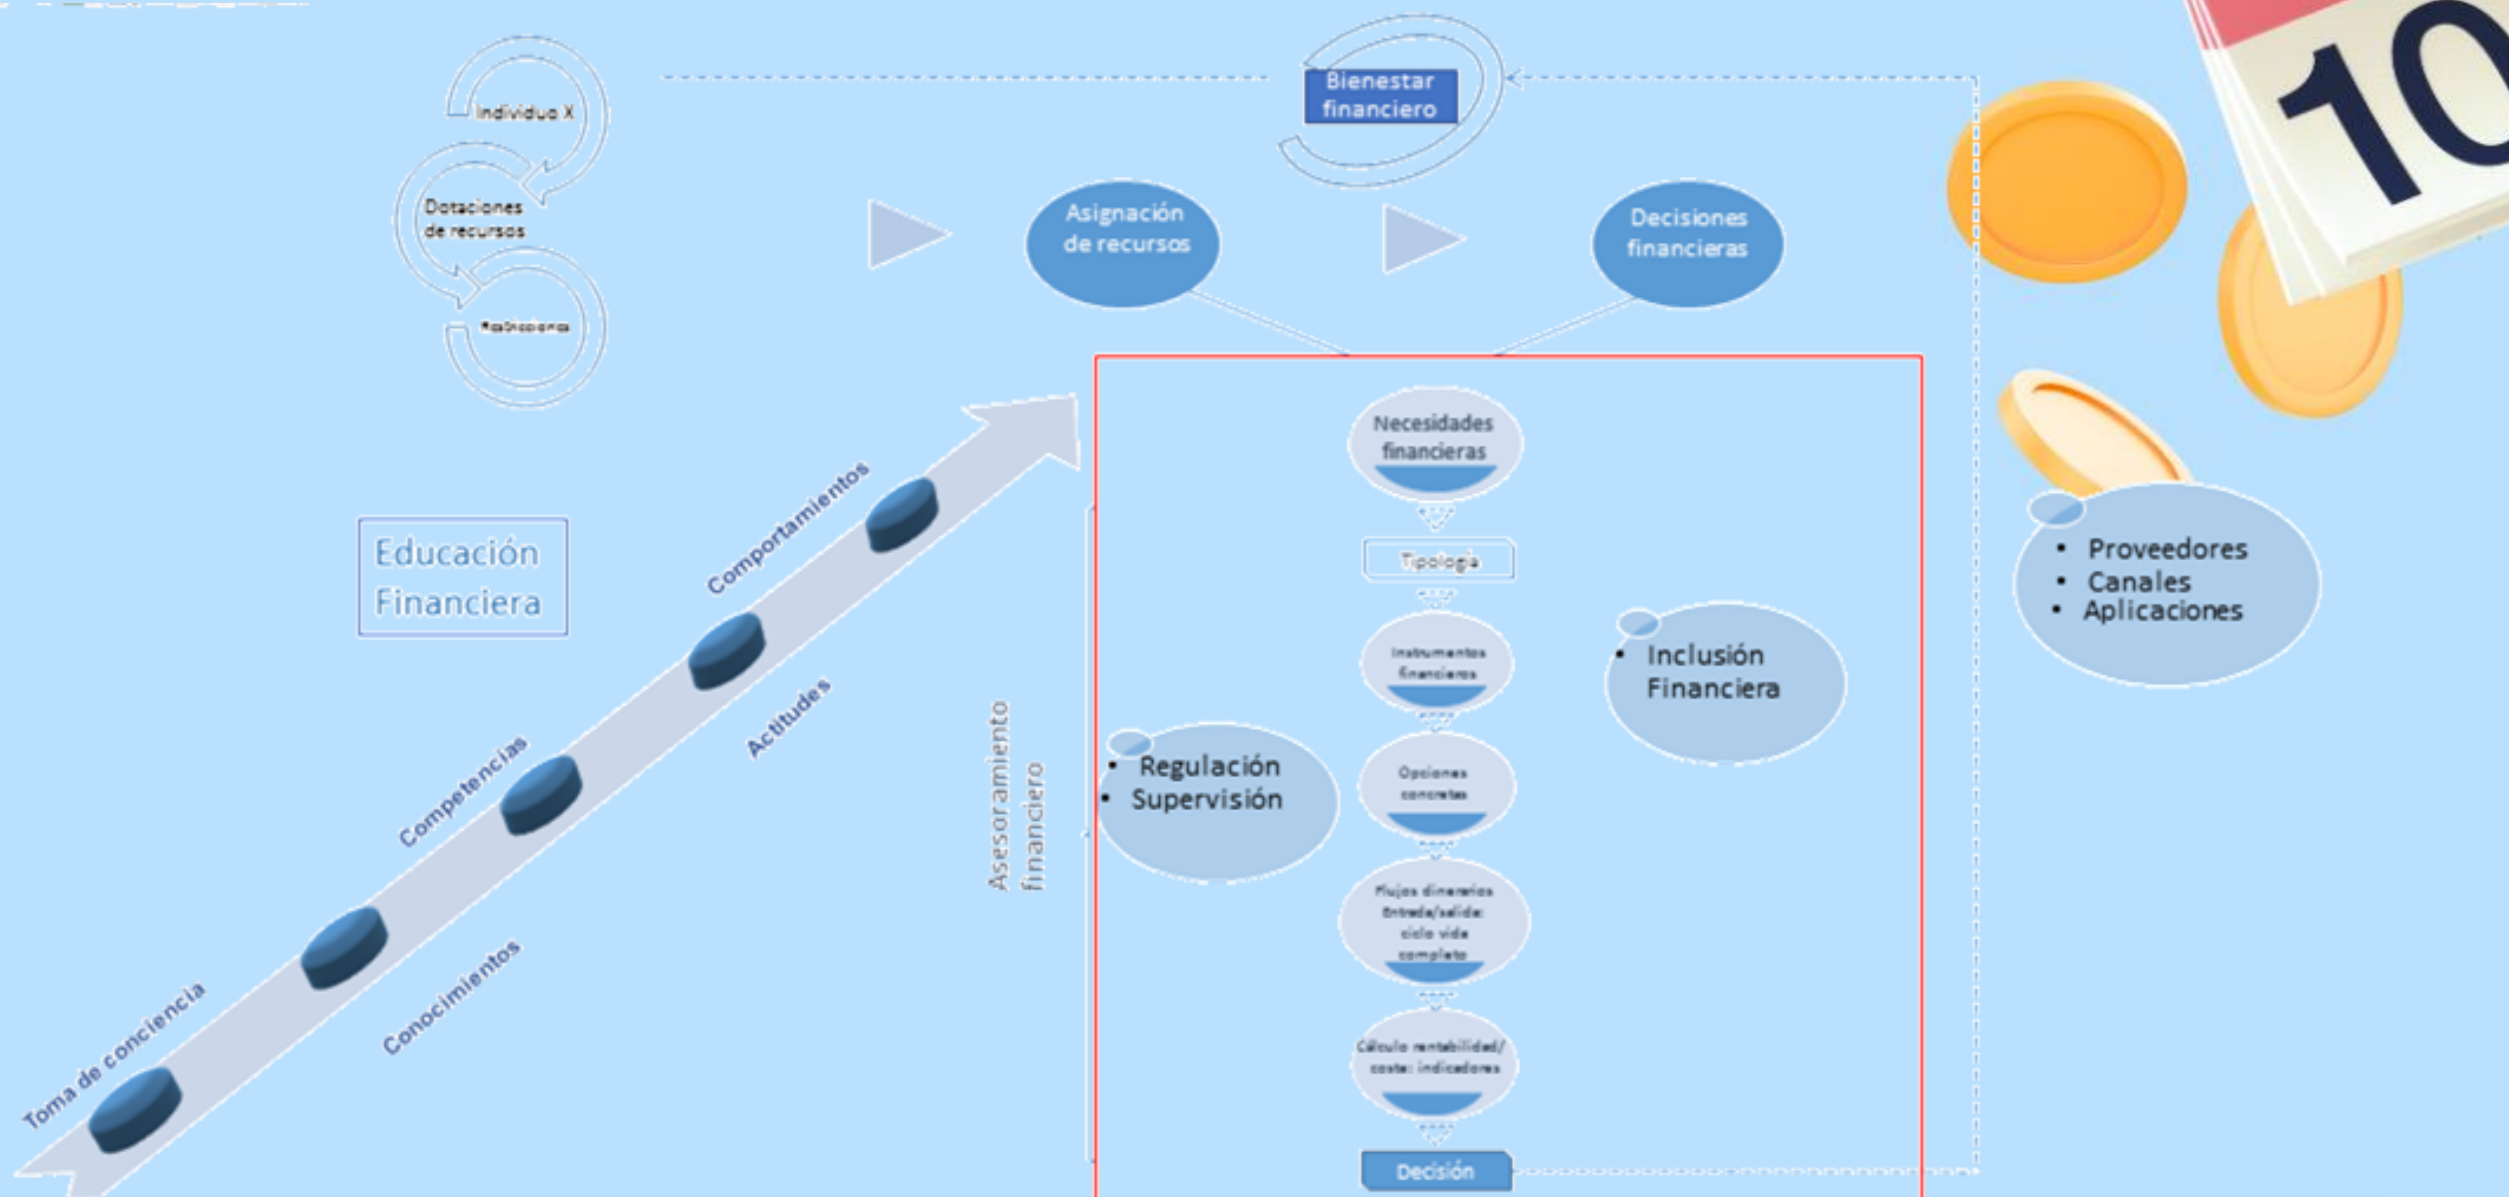 10
Individuo X
Bienestar
financiero
Dotaciones
de recursos
Asignación
de recursos
Decisiones
financieras
Restricciones
Necesidades
financieras
Educación
Financiera
Tipología
Instrumentos
financieros
Opciones
concretas
Flujos dinerarios
Entrada/salida:
ciclo vida
completo
Cálculo rentabilidad/
coste: indicadores
Decisión
• Inclusión
Financiera
• Regulación
• Supervisión
• Proveedores
• Canales
• Aplicaciones
Asesoramiento
financiero
Toma de conciencia
Conocimientos
Competencias
Actitudes
Comportamientos